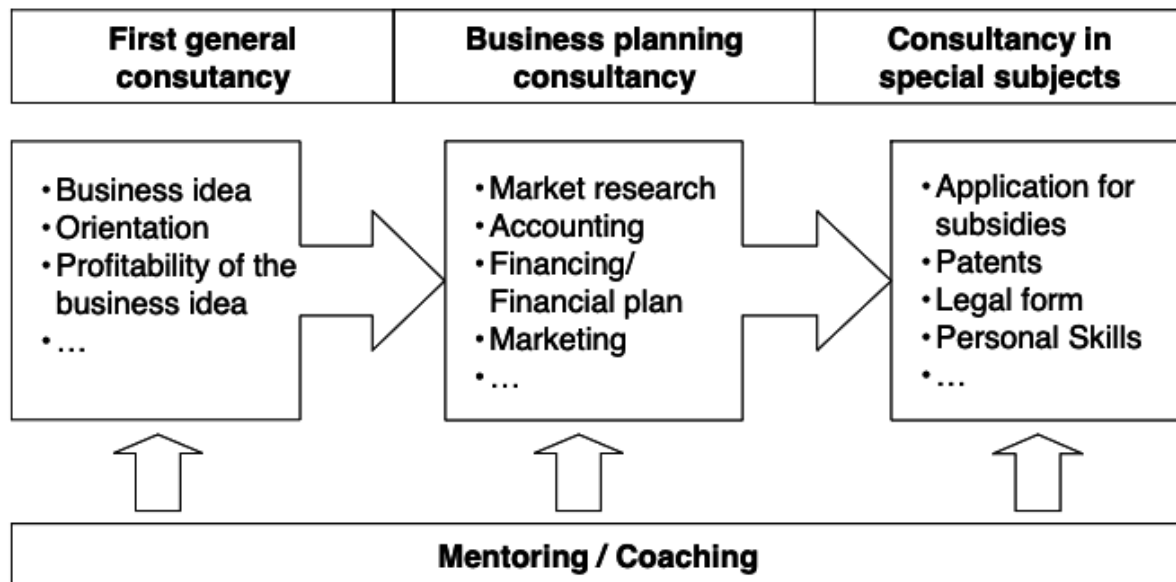 First general
consutancy
Business planning
consultancy
Consultancy in
special subjects
• Business idea
• Orientation
• Profitability of the
business idea
• ...
• Market research
• Accounting
• Financing/
Financial plan
• Marketing
• ...
• Application for
subsidies
• Patents
• Legal form
• Personal Skills
• ...
Mentoring / Coaching